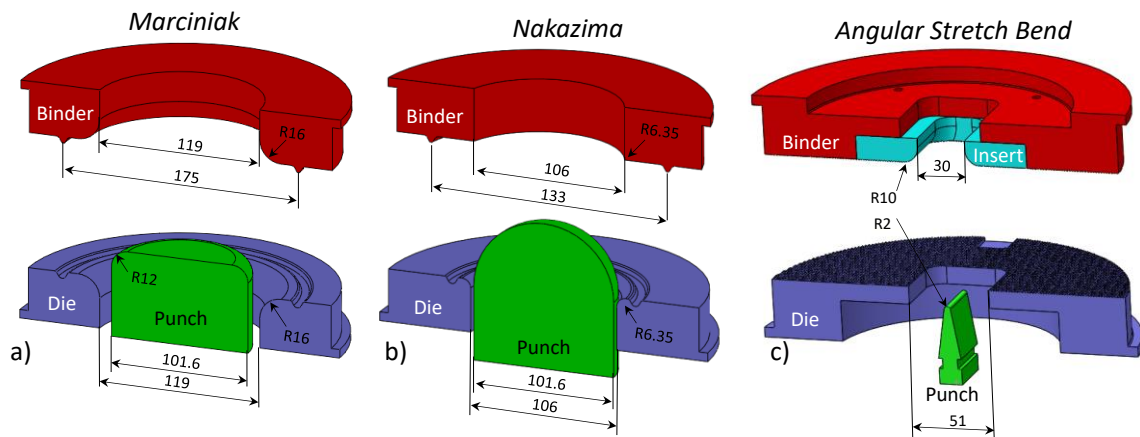 Marciniak
Nakazima
Angular Stretch Bend
Binder
R16
119
175
Binder
R6.35
106
133
Binder
Insert
30
R10
R2
R12
Die
Punch
R16
a)
101.6
119
Die
R6.35
Punch
b)
101.6
106
Die
c)
Punch
51